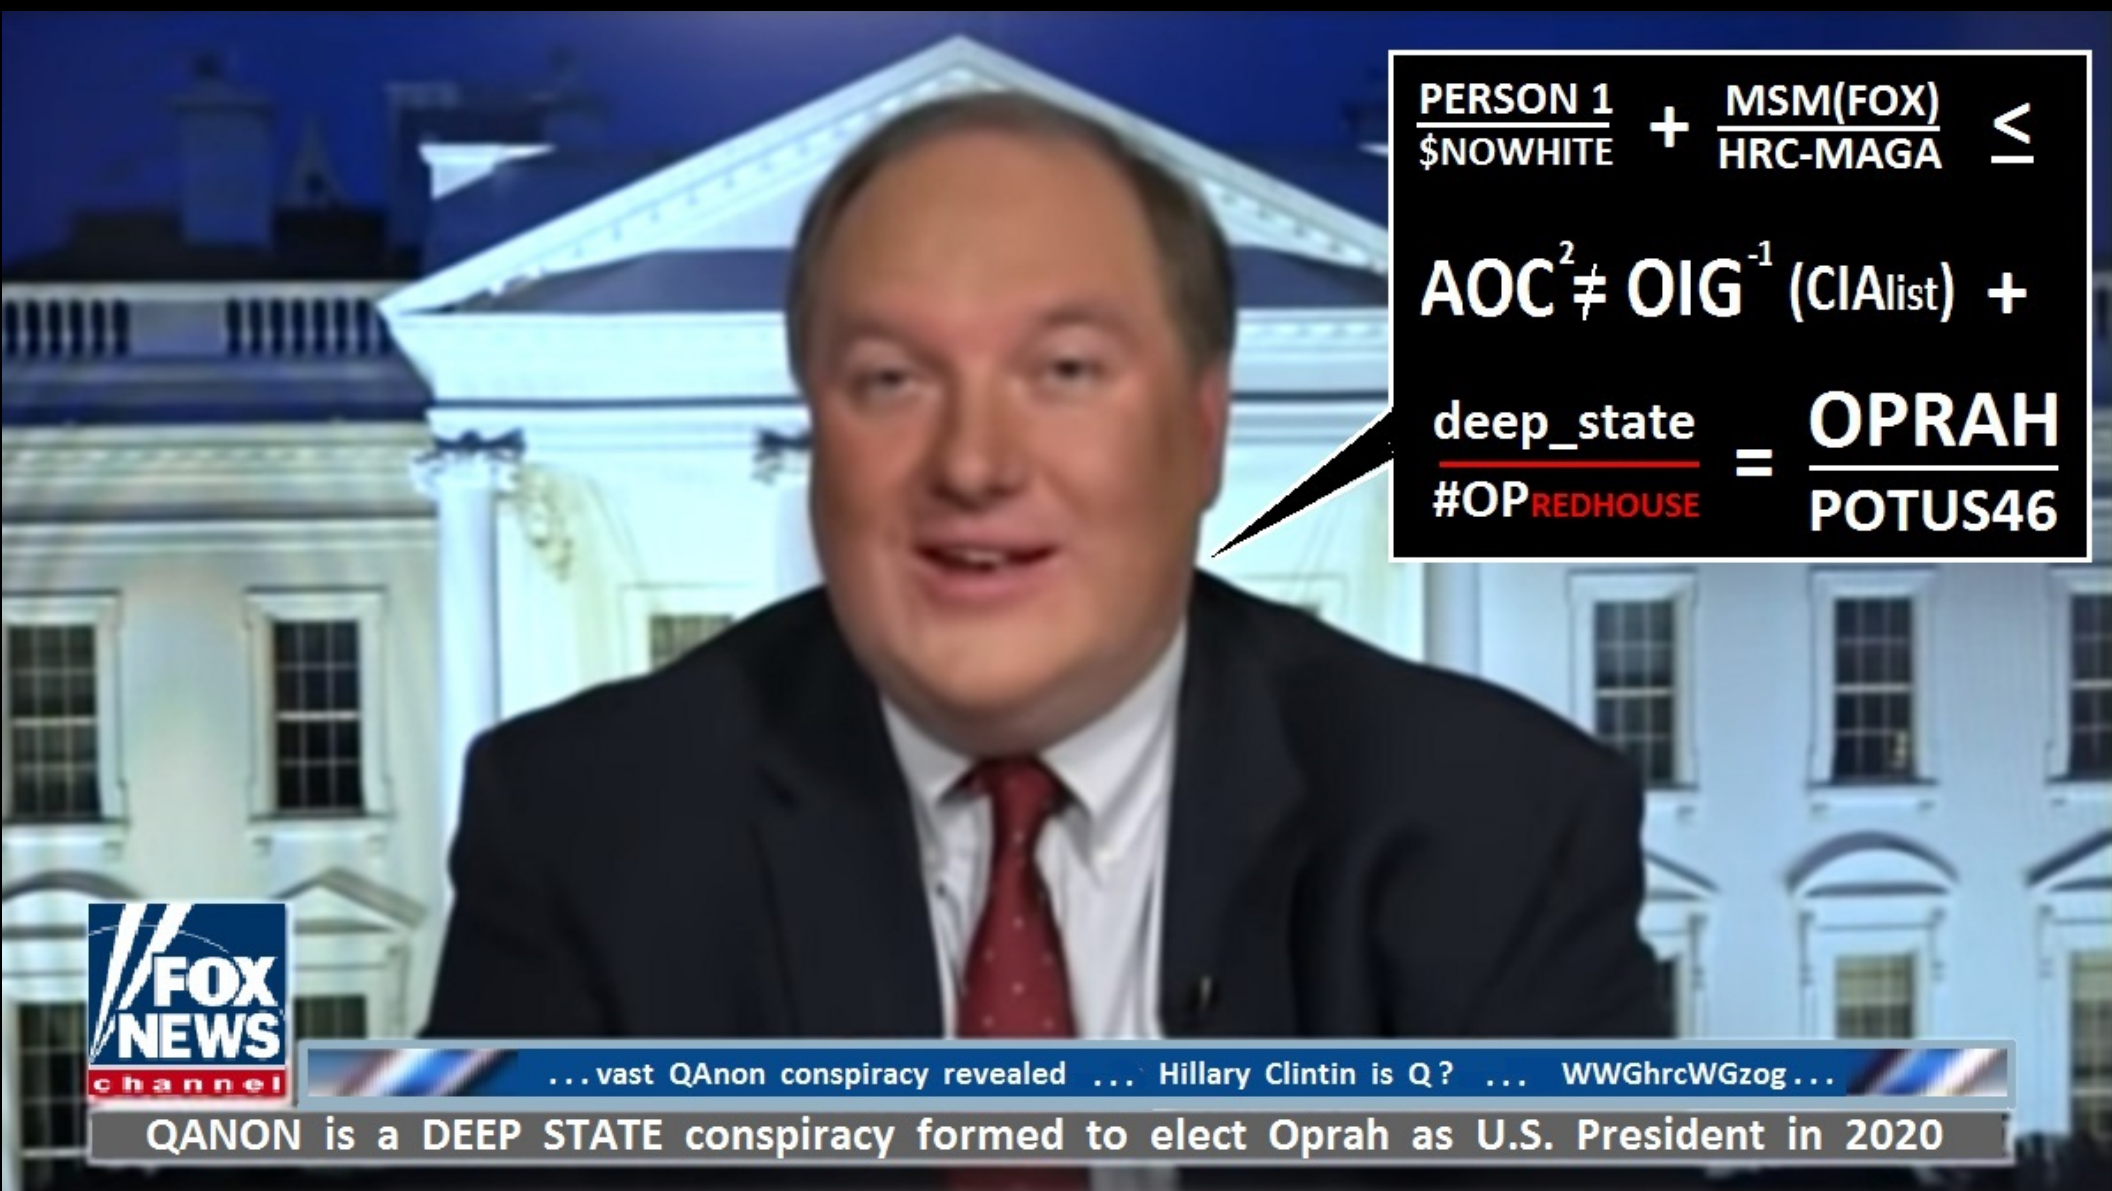 PERSON 1 + MSM(FOX) ≤
$NOWHITE HRC-MAGA
AOC² ≠ OIG⁻¹ (CIAlist) +
deep_state = OPRAH
#OPREDHOUSE POTUS46
FOX
NEWS
channel
...vast QAnon conspiracy revealed ... Hillary Clintin is Q? ... WWGhrcWGzog...
QANON is a DEEP STATE conspiracy formed to elect Oprah as U.S. President in 2020